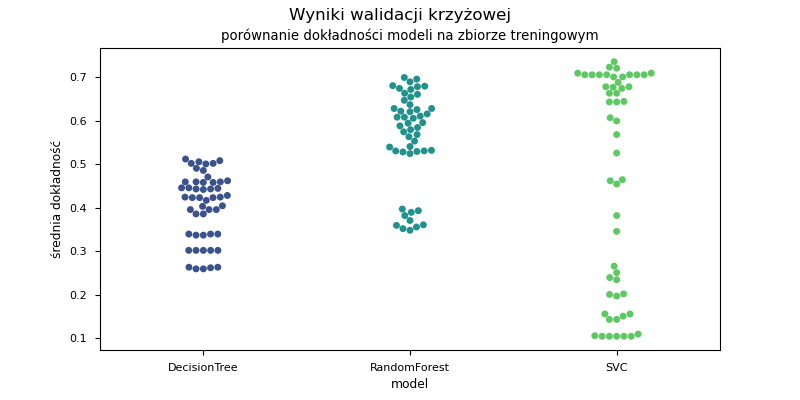 Wyniki walidacji krzyżowej
porównanie dokładności modeli na zbiorze treningowym
średnia dokładność
0.7
0.6
0.5
0.4
0.3
0.2
0.1
DecisionTree RandomForest SVC
model